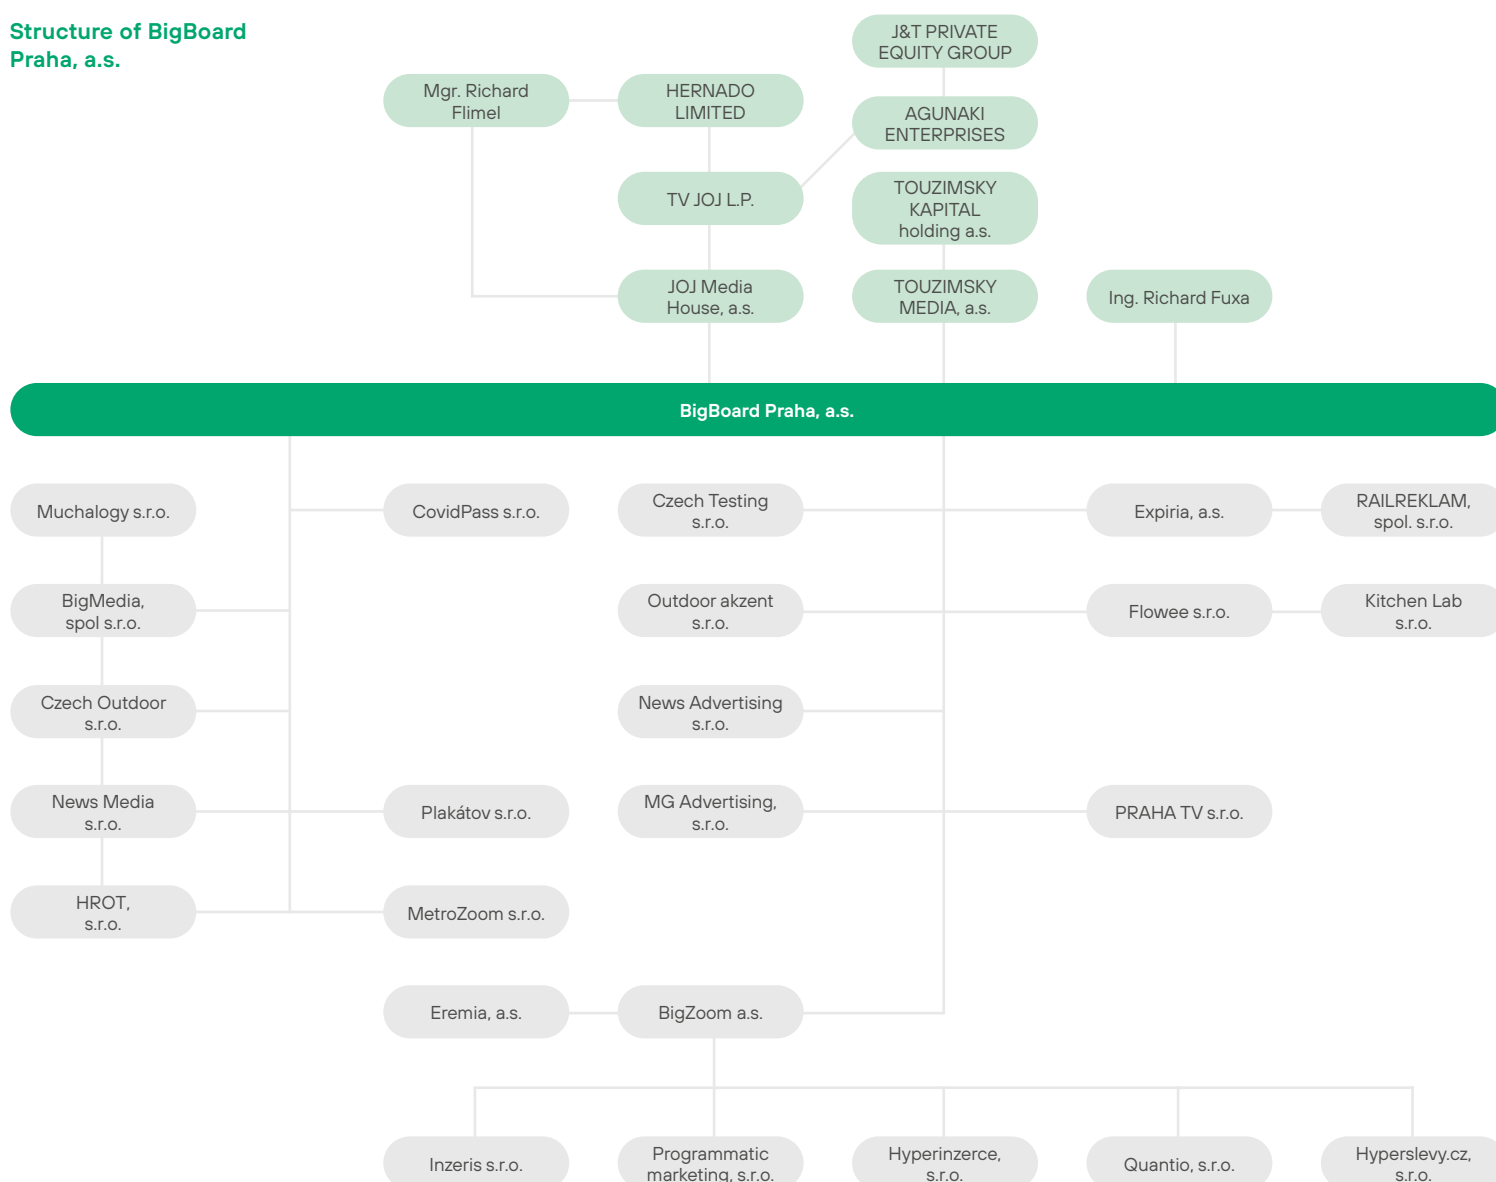 Structure of BigBoard
Praha, a.s.
J&T PRIVATE
EQUITY GROUP
Mgr. Richard
Flimel
HERNADO
LIMITED
AGUNAKI
ENTERPRISES
TV JOJ L.P.
TOUZIMSKY
KAPITAL
holding a.s.
JOJ Media
House, a.s.
TOUZIMSKY
MEDIA, a.s.
Ing. Richard Fuxa
BigBoard Praha, a.s.
Muchalogy s.r.o.
CovidPass s.r.o.
Czech Testing
s.r.o.
Expiria, a.s.
RAILREKLAM,
spol. s.r.o.
BigMedia,
spol s.r.o.
Outdoor akzent
s.r.o.
Flowee s.r.o.
Kitchen Lab
s.r.o.
Czech Outdoor
s.r.o.
News Advertising
s.r.o.
News Media
s.r.o.
Plakátov s.r.o.
MG Advertising,
s.r.o.
PRAHA TV s.r.o.
HROT,
s.r.o.
MetroZoom s.r.o.
Eremia, a.s.
BigZoom a.s.
Inzeris s.r.o.
Programmatic
marketing, s.r.o.
Hyperinzerce,
s.r.o.
Quantio, s.r.o.
Hyperslevy.cz,
s.r.o.